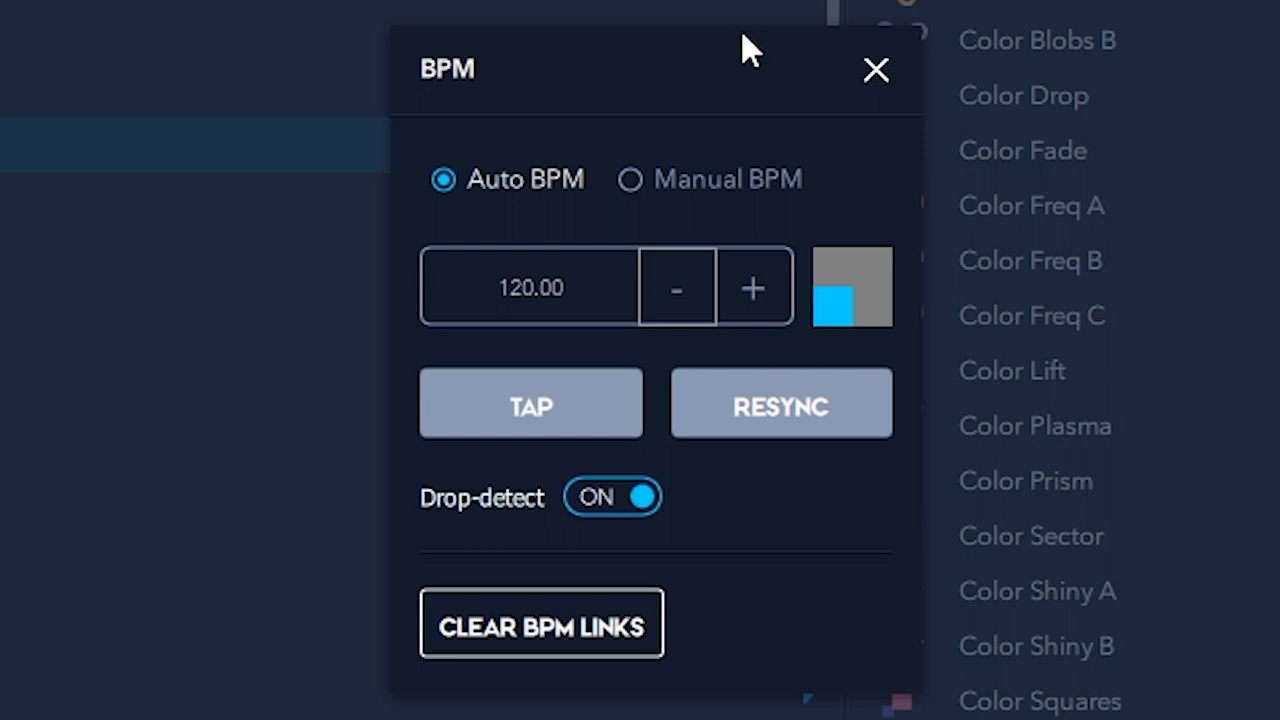 BPM
Auto BPM
Manual BPM
120.00
-
+
TAP
RESYNC
Drop-detect
ON
CLEAR BPM LINKS
Color Blobs B
Color Drop
Color Fade
Color Freq A
Color Freq B
Color Freq C
Color Lift
Color Plasma
Color Prism
Color Sector
Color Shiny A
Color Shiny B
Color Squares